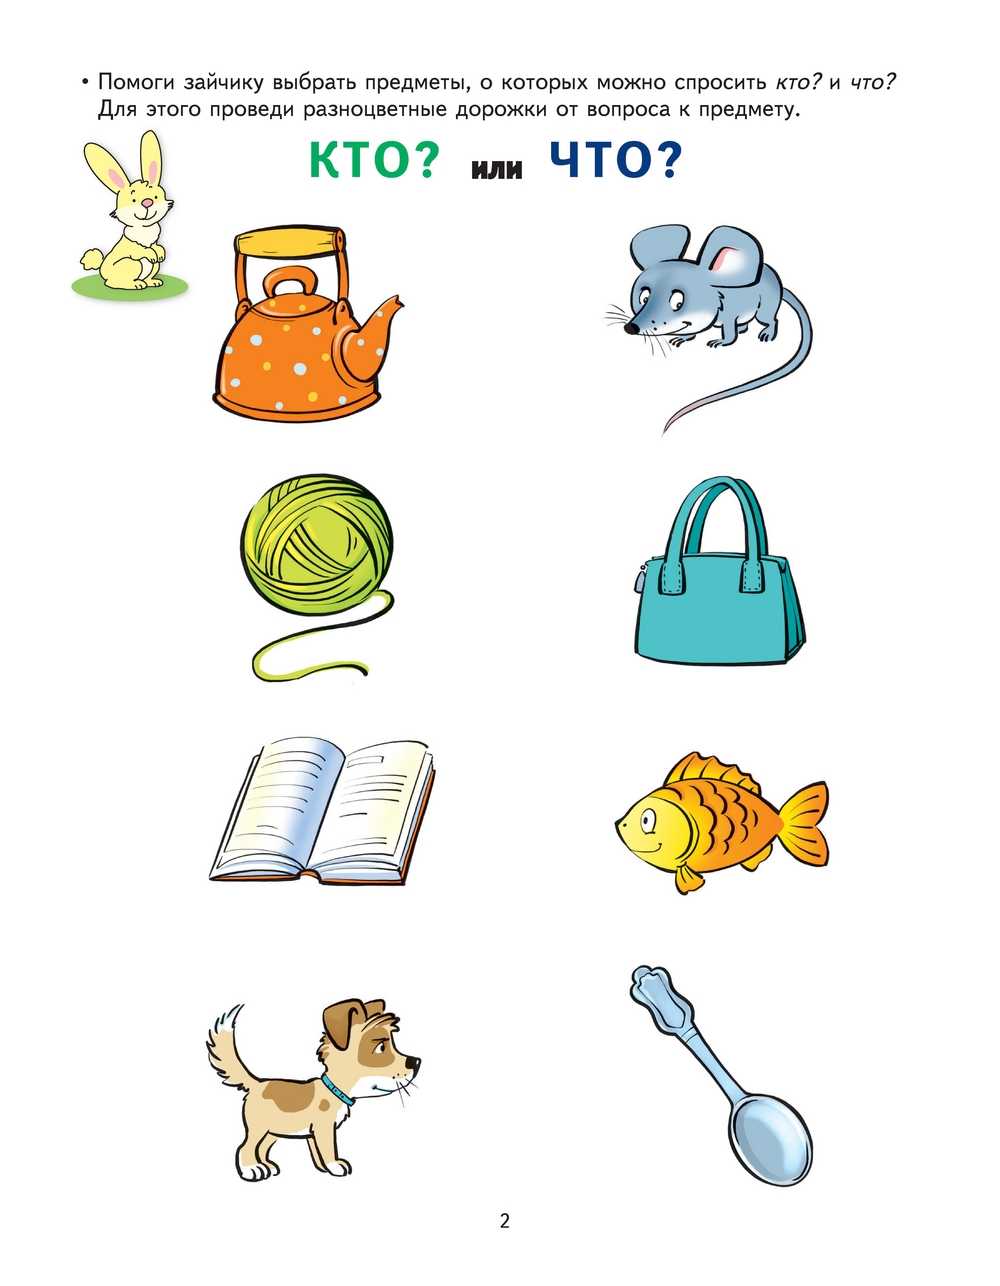 • Помоги зайчику выбрать предметы, о которых можно спросить кто? и что?
Для этого проведи разноцветные дорожки от вопроса к предмету.
КТО? или ЧТО?
2